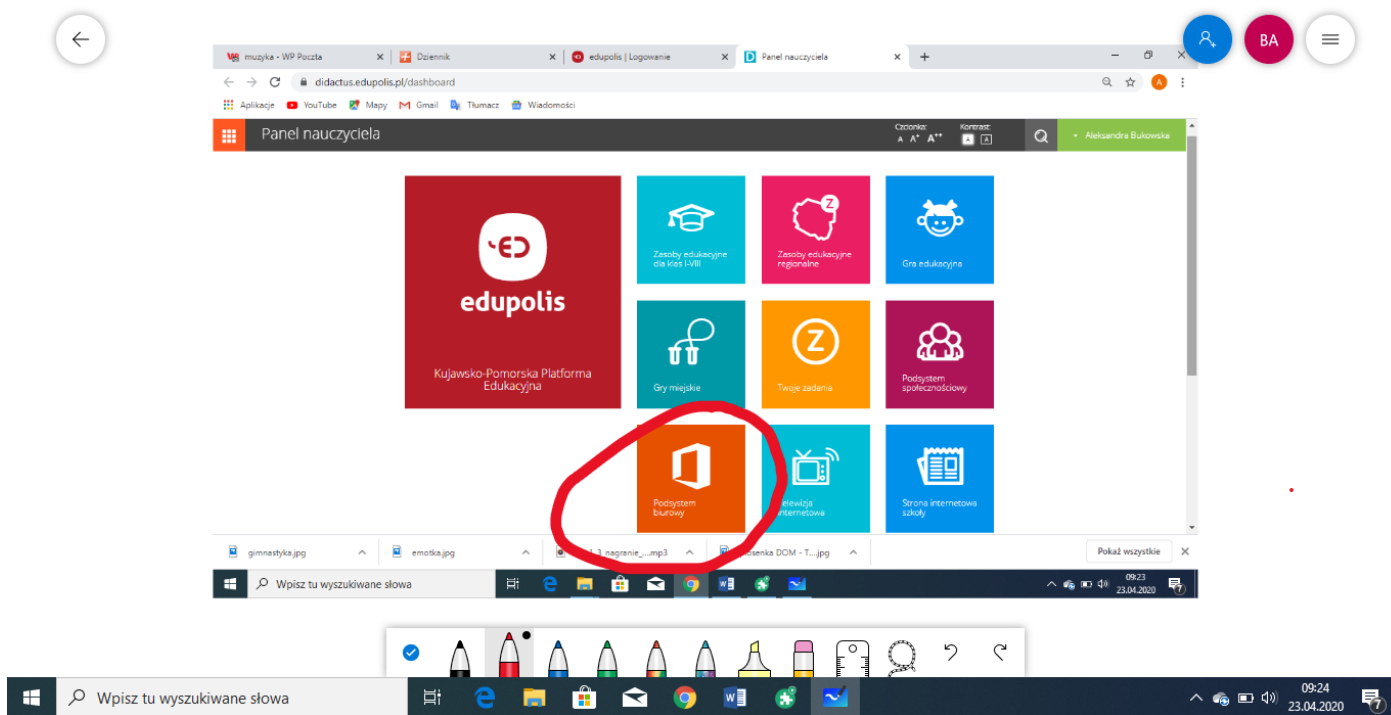 BA
muzyka - WP Poczta
Dziennik
edupolis | Logowanie
Panel nauczyciela
didactus.edupolis.pl/dashboard
Aplikacje YouTube Mapy Gmail Tłumacz Wiadomości
Panel nauczyciela
Czcionka: Kontrast:
A A+ A++ A A
Aleksandra Bukowska
edupolis
Kujawsko-Pomorska Platforma
Edukacyjna
Zasoby edukacyjne
dla klas I-VIII
Z
Zasoby edukacyjne
regionalne
Gra edukacyjna
Gry miejskie
Z
Twoje zadania
Podsystem
społecznościowy
Podsystem
biurowy
internetowa
Strona internetowa
szkoły
gimnastyka.jpg
emotka.jpg
3_nagranie_....mp3
DOM - T....jpg
Pokaż wszystkie
Wpisz tu wyszukiwane słowa
09:23
23.04.2020
Wpisz tu wyszukiwane słowa
09:24
23.04.2020